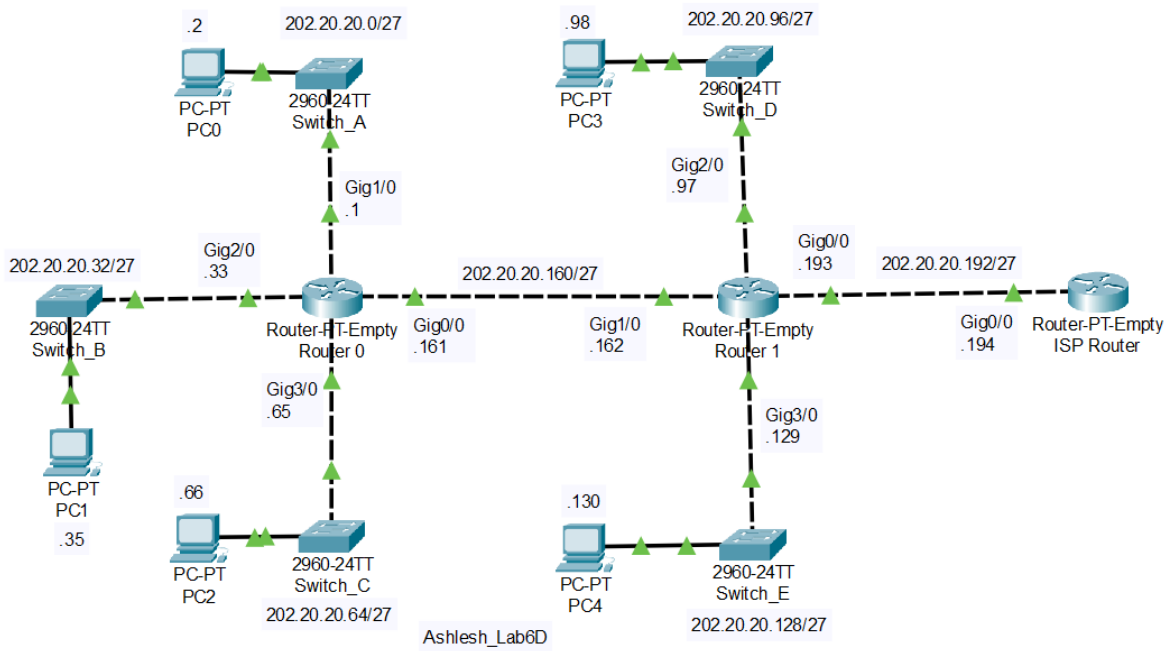 .2
202.20.20.0/27
PC-PT
PC0
2960-24TT
Switch_A
.98
202.20.20.96/27
PC-PT
PC3
2960-24TT
Switch_D
Gig1/0
.1
Gig2/0
.97
202.20.20.32/27
Gig2/0
.33
2960-24TT
Switch_B
Router-PT-Empty
Router 0
Gig0/0
.161
202.20.20.160/27
Gig1/0
.162
Router-PT-Empty
Router 1
Gig0/0
.193
202.20.20.192/27
Gig0/0
.194
Router-PT-Empty
ISP Router
Gig3/0
.65
Gig3/0
.129
PC-PT
PC1
.35
.66
PC-PT
PC2
2960-24TT
Switch_C
202.20.20.64/27
.130
PC-PT
PC4
2960-24TT
Switch_E
202.20.20.128/27
Ashlesh_Lab6D